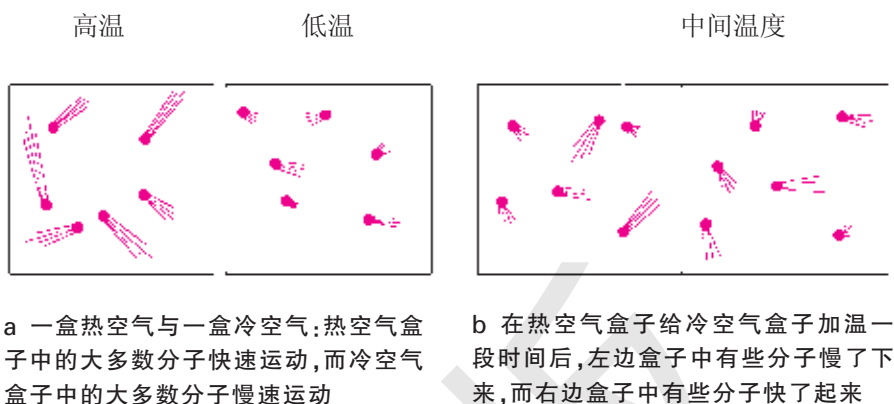 高温
低温
中间温度
a 一盒热空气与一盒冷空气:热空气盒
子中的大多数分子快速运动,而冷空气
盒子中的大多数分子慢速运动
b 在热空气盒子给冷空气盒子加温一
段时间后,左边盒子中有些分子慢了下
来,而右边盒子中有些分子快了起来